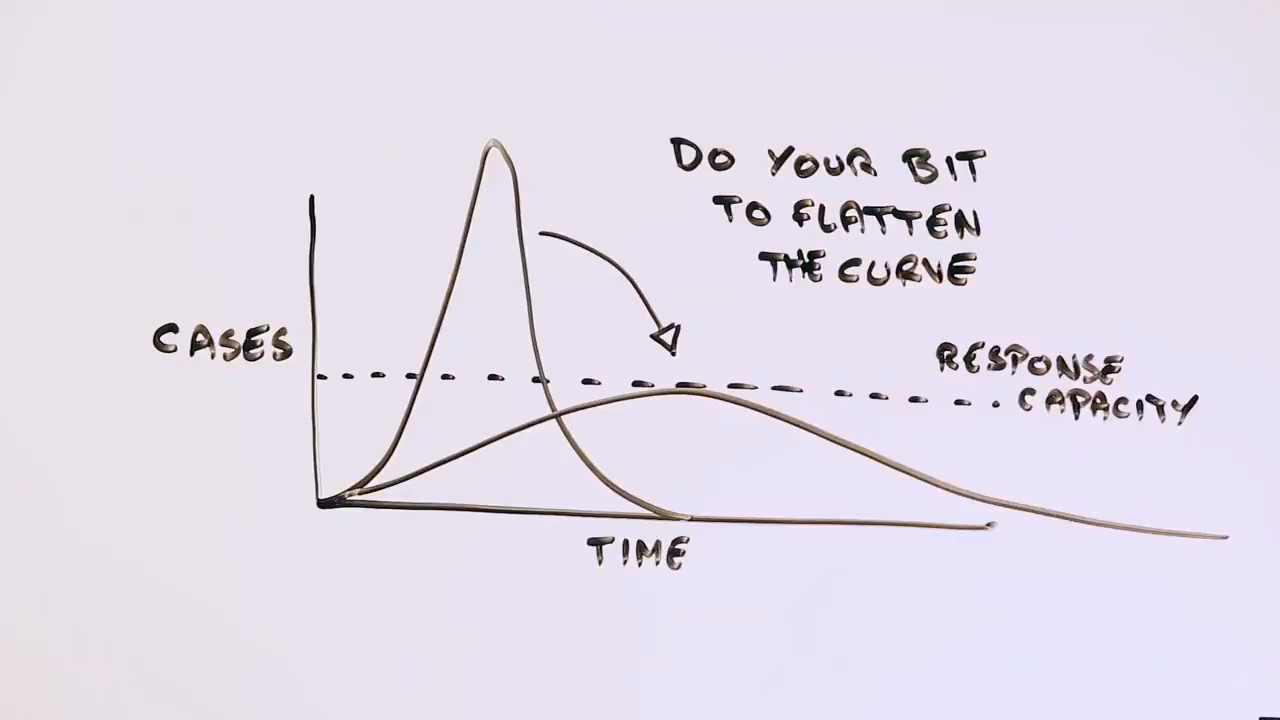 DO YOUR BIT
TO FLATTEN
THE CURVE
CASES
RESPONSE
CAPACITY
TIME